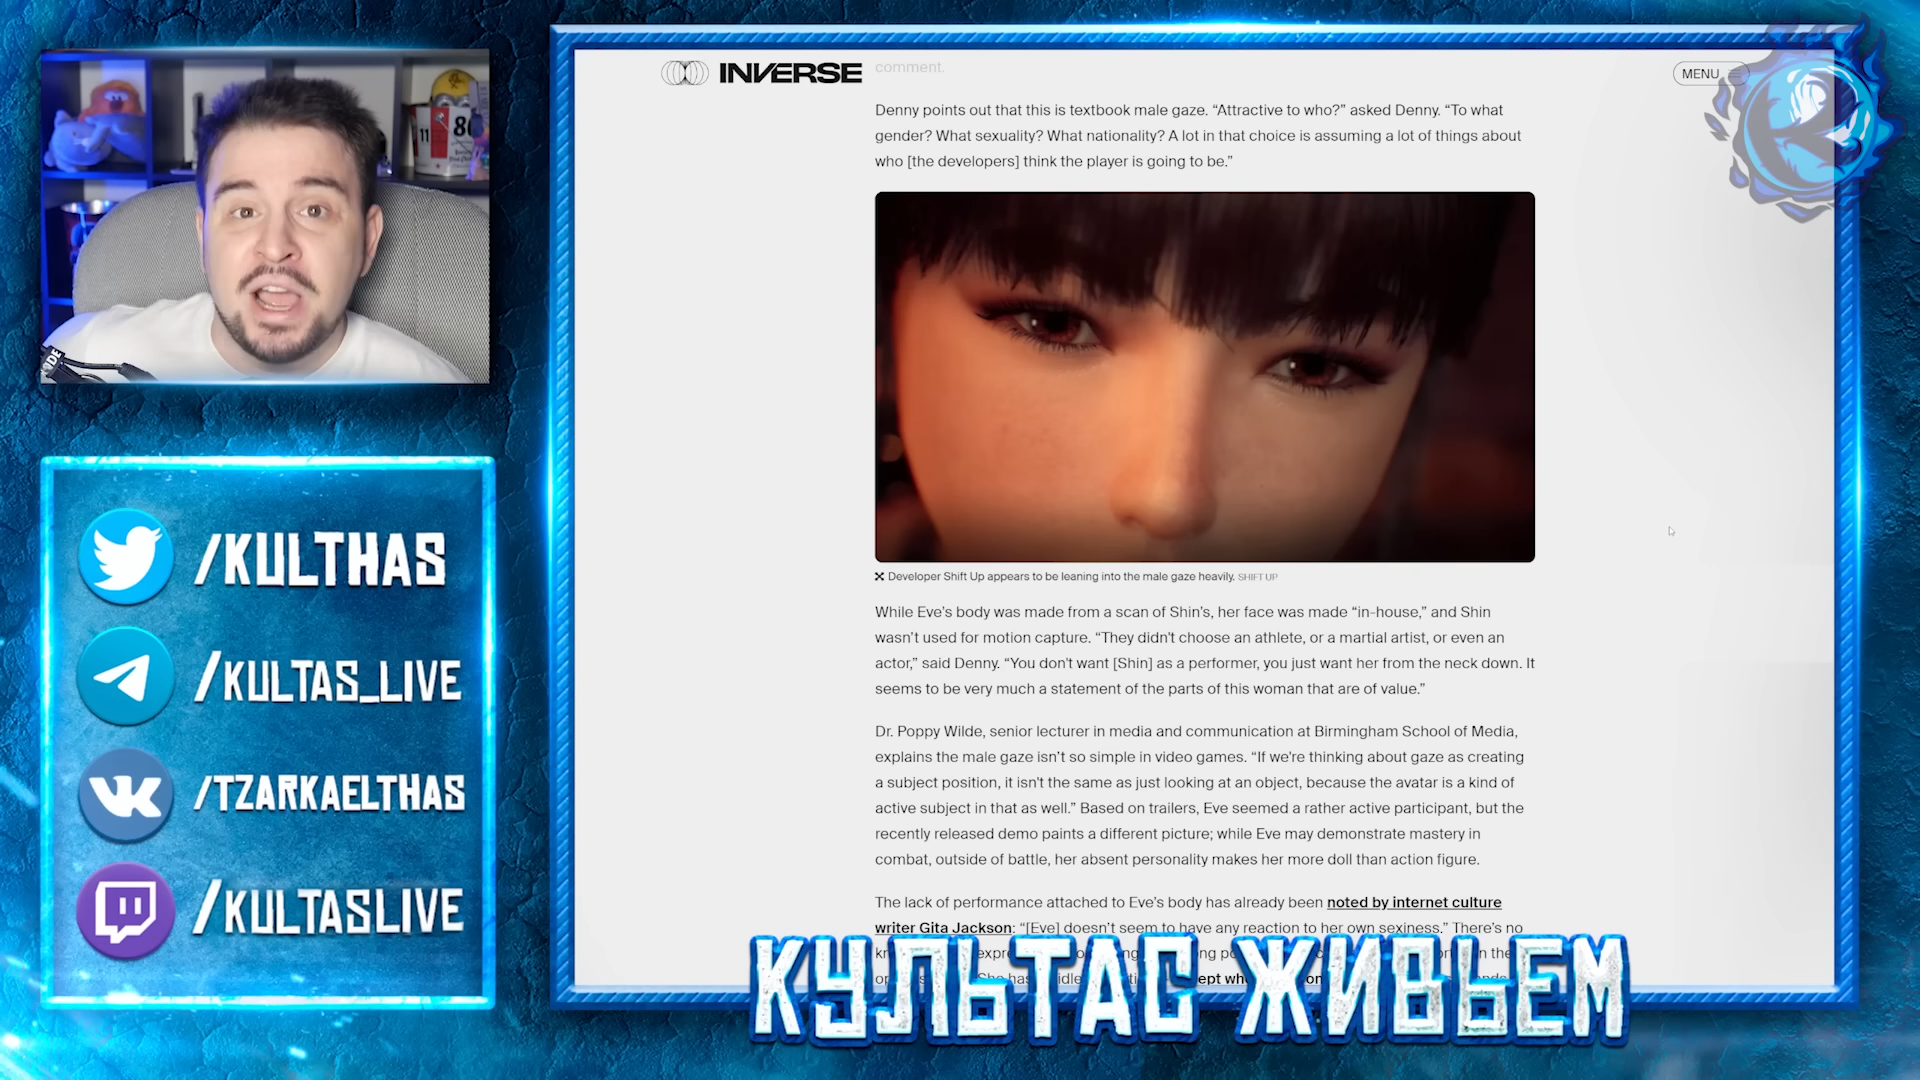 INVERSE
comment.
MENU
Denny points out that this is textbook male gaze. “Attractive to who?” asked Denny. “To what
gender? What sexuality? What nationality? A lot in that choice is assuming a lot of things about
who [the developers] think the player is going to be.”
Developer Shift Up appears to be leaning into the male gaze heavily. SHIFT UP
While Eve’s body was made from a scan of Shin’s, her face was made “in-house,” and Shin
wasn’t used for motion capture. “They didn't choose an athlete, or a martial artist, or even an
actor,” said Denny. “You don't want [Shin] as a performer, you just want her from the neck down. It
seems to be very much a statement of the parts of this woman that are of value.”
Dr. Poppy Wilde, senior lecturer in media and communication at Birmingham School of Media,
explains the male gaze isn’t so simple in video games. “If we're thinking about gaze as creating
a subject position, it isn't the same as just looking at an object, because the avatar is a kind of
active subject in that as well.” Based on trailers, Eve seemed a rather active participant, but the
recently released demo paints a different picture; while Eve may demonstrate mastery in
combat, outside of battle, her absent personality makes her more doll than action figure.
The lack of performance attached to Eve’s body has already been noted by internet culture
writer Gita Jackson: “[Eve] doesn’t seem to have any reaction to her own sexiness.” There’s no
/KULTHAS
/KULTAS_LIVE
/TZARKAELTHAS
/KULTASLIVE
КУЛЬТАС ЖИВЬЕМ
11